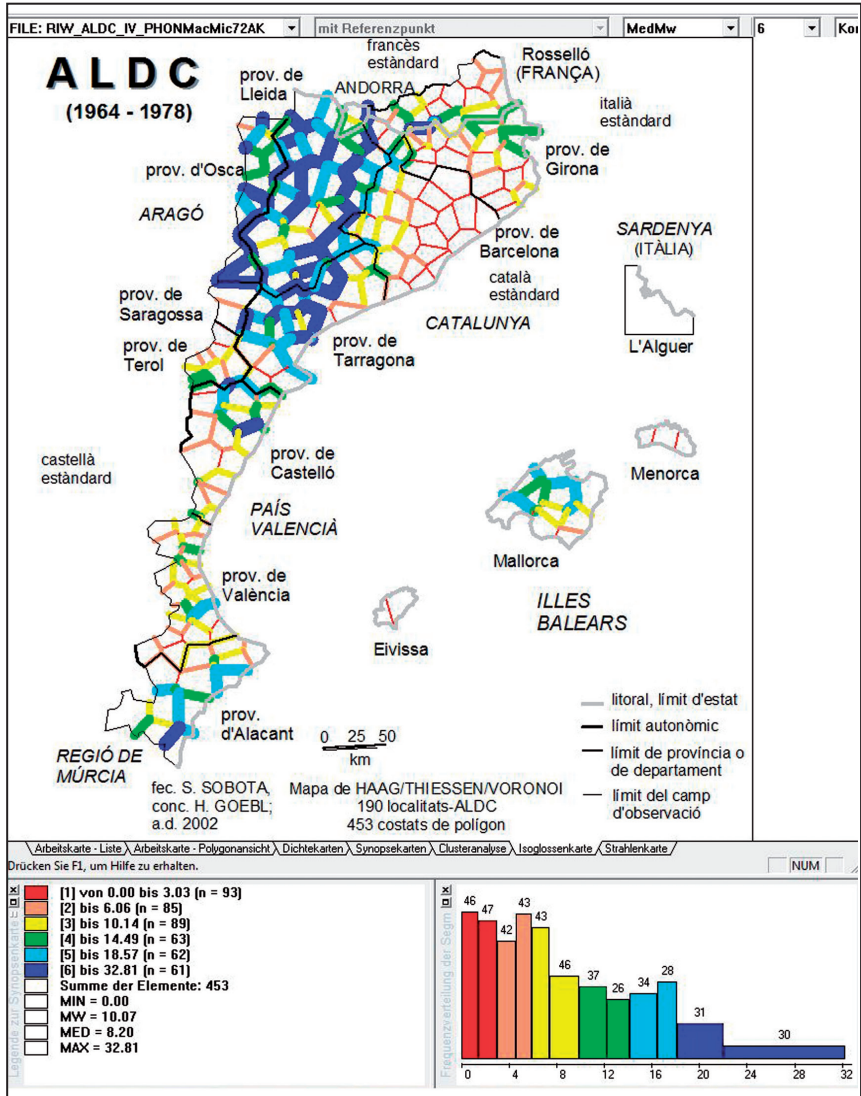 FILE: RIW_ALDC_IV_PHONMacMic72AK
mit Referenzpunkt
MedMw
6
Kor
ALDC
(1964 - 1978)
prov. de
Lleida
francès
estàndard
ANDORRA
Rosselló
(FRANÇA)
italià
estàndard
prov. d'Osca
prov. de
Girona
ARAGÓ
prov. de
Barcelona
SARDENYA
(ITÀLIA)
català
estàndard
prov. de
Saragossa
CATALUNYA
L'Alguer
prov. de
Terol
prov. de
Tarragona
castellà
estàndard
prov. de
Castelló
Menorca
PAÍS
VALENCIÀ
Mallorca
prov. de
València
ILLES
BALEARS
Eivissa
prov.
d'Alacant
REGIÓ DE
MÚRCIA
0 25 50
km
litoral, límit d'estat
límit autonòmic
límit de província o
de departament
límit del camp
d'observació
fec. S. SOBOTA,
conc. H. GOEBL;
a.d. 2002
Mapa de HAAG/THIESSEN/VORONOI
190 localitats-ALDC
453 costats de polígon
Arbeitskarte - Liste Arbeitskarte - Polygonansicht Dichtekarten Synopsenkarten Clusteranalyse Isoglossenkarte Strahlenkarte
Drücken Sie F1, um Hilfe zu erhalten.
NUM
Legende zur Synopsenkarte
[1] von 0.00 bis 3.03 (n = 93)
[2] bis 6.06 (n = 85)
[3] bis 10.14 (n = 89)
[4] bis 14.49 (n = 63)
[5] bis 18.57 (n = 62)
[6] bis 32.81 (n = 61)
Summe der Elemente: 453
MIN = 0.00
MW = 10.07
MED = 8.20
MAX = 32.81
Frequenzverteilung der Segm
46 47 42 43 43 46 37 26 34 28 31 30
0 4 8 12 16 20 24 28 32